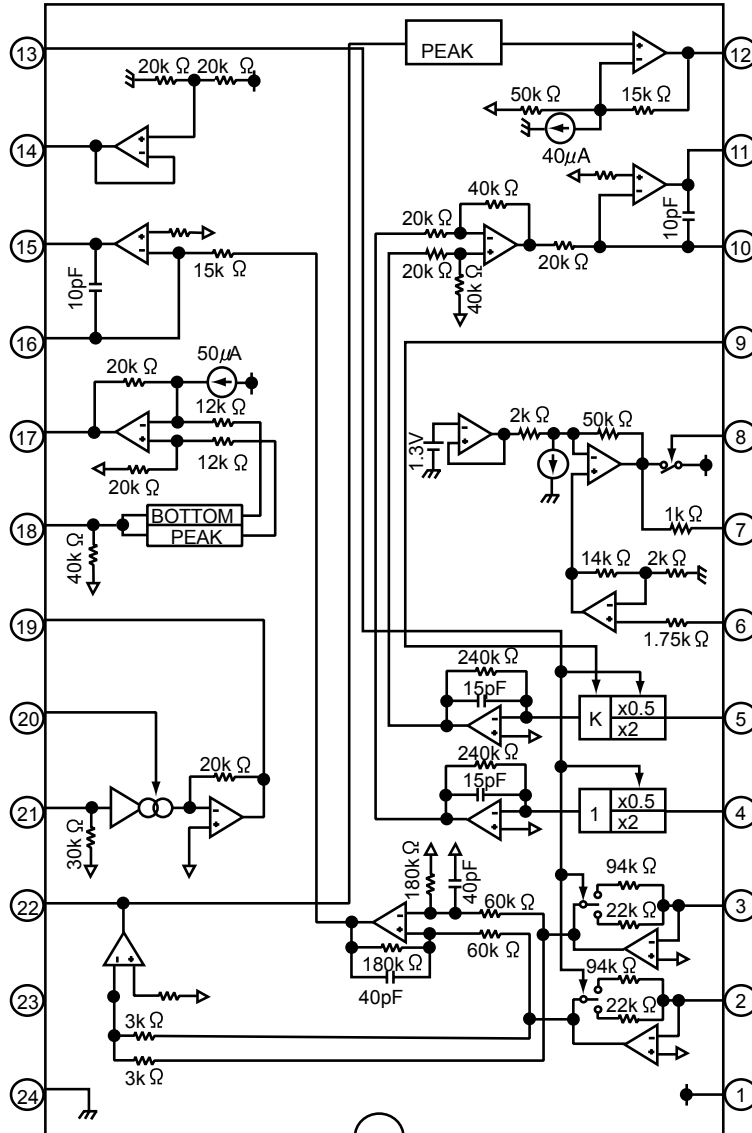 13
PEAK
12
20k Ω 20k Ω
50k Ω 15k Ω
14
40μA
11
10pF
40k Ω
20k Ω
15
15k Ω
10pF
20k Ω
40k Ω
20k Ω
10
16
9
50μA
20k Ω
12k Ω
17
12k Ω
20k Ω
1.3V
2k Ω
50k Ω
8
18
BOTTOM
PEAK
40k Ω
1k Ω
7
14k Ω
2k Ω
19
6
1.75k Ω
240k Ω
15pF
20
K
x0.5
x2
5
20k Ω
240k Ω
15pF
21
1
x0.5
x2
4
30k Ω
180k Ω
40pF
94k Ω
22
60k Ω
22k Ω
3
60k Ω
180k Ω
40pF
94k Ω
23
22k Ω
2
3k Ω
3k Ω
24
1